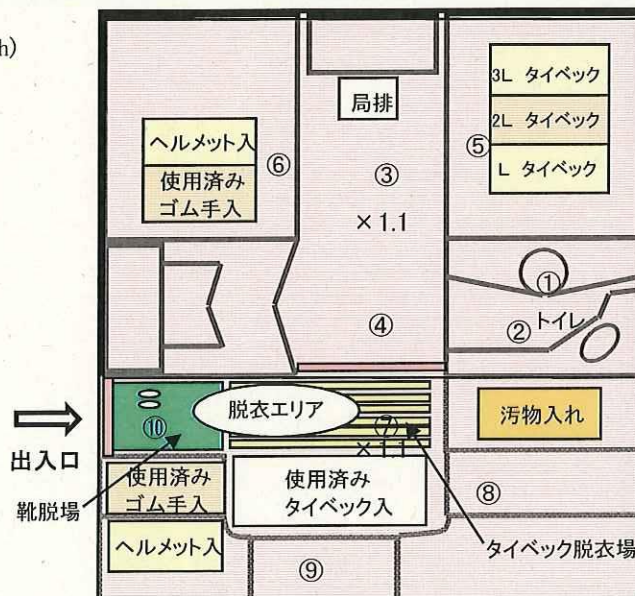 h)
局排
3L タイベック
2L タイベック
L タイベック
ヘルメット入
使用済み
ゴム手入
⑥
③
⑤
×1.1
①
④
②
トイレ
出入口
⑩
脱衣エリア
⑦
×1.1
汚物入れ
靴脱場
使用済み
ゴム手入
使用済み
タイベック入
⑧
ヘルメット入
⑨
タイベック脱衣場